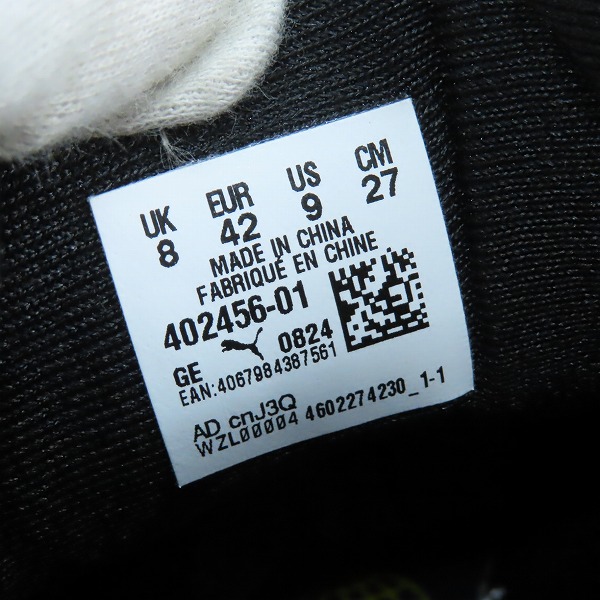 UK EUR US CM
8 42 9 27
MADE IN CHINA
FABRIQUÉ EN CHINE
402456-01
GE 0824
EAN:4067984387561
AD cnJ3Q
WZL00004 4602274230_1-1